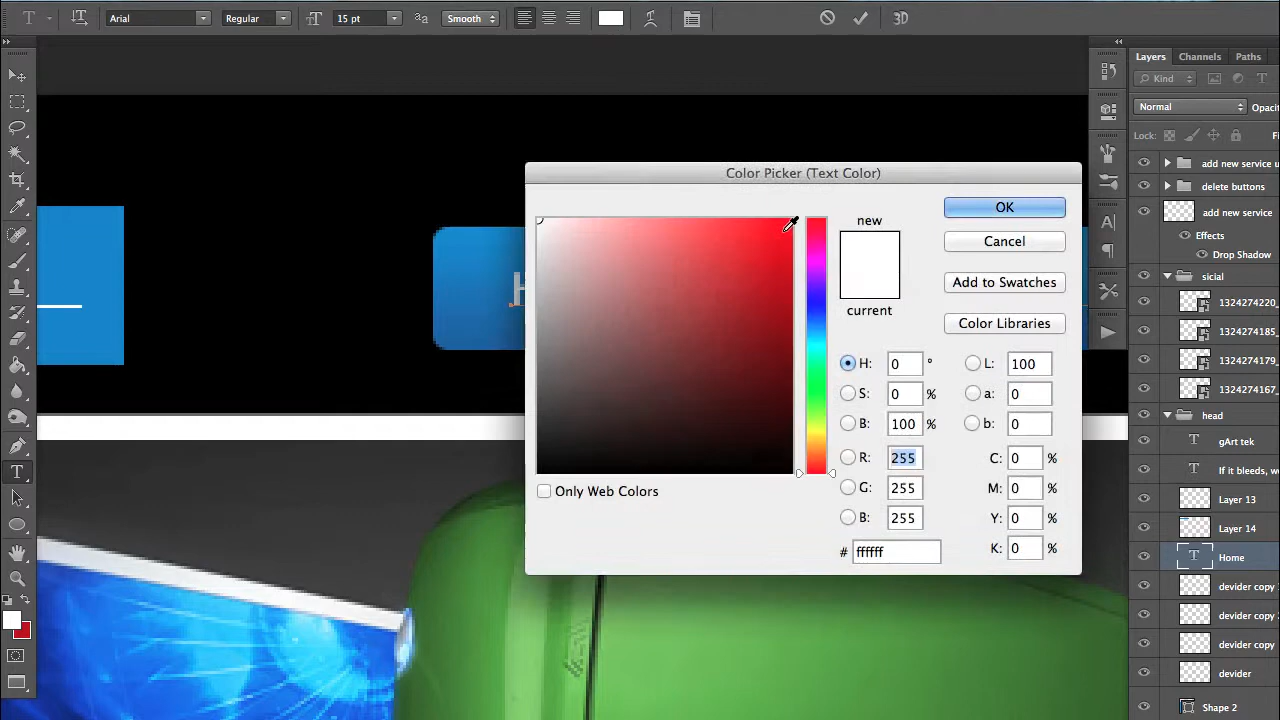 T Arial Regular 15 pt aa Smooth 3D
Layers Channels Paths
Kind T
Normal Opaci
Lock: Fi
add new service u
delete buttons
add new service
Effects
Drop Shadow
sicial
1324274220
1324274185
1324274179
1324274167
head
T gArt tek
T If it bleeds, w
Layer 13
Layer 14
T Home
devider copy
devider copy
devider copy
devider
Shape 2
H
Color Picker (Text Color)
new
current
OK
Cancel
Add to Swatches
Color Libraries
H: 0 °
S: 0 %
B: 100 %
R: 255
G: 255
B: 255
# ffffff
L: 100
a: 0
b: 0
C: 0 %
M: 0 %
Y: 0 %
K: 0 %
Only Web Colors